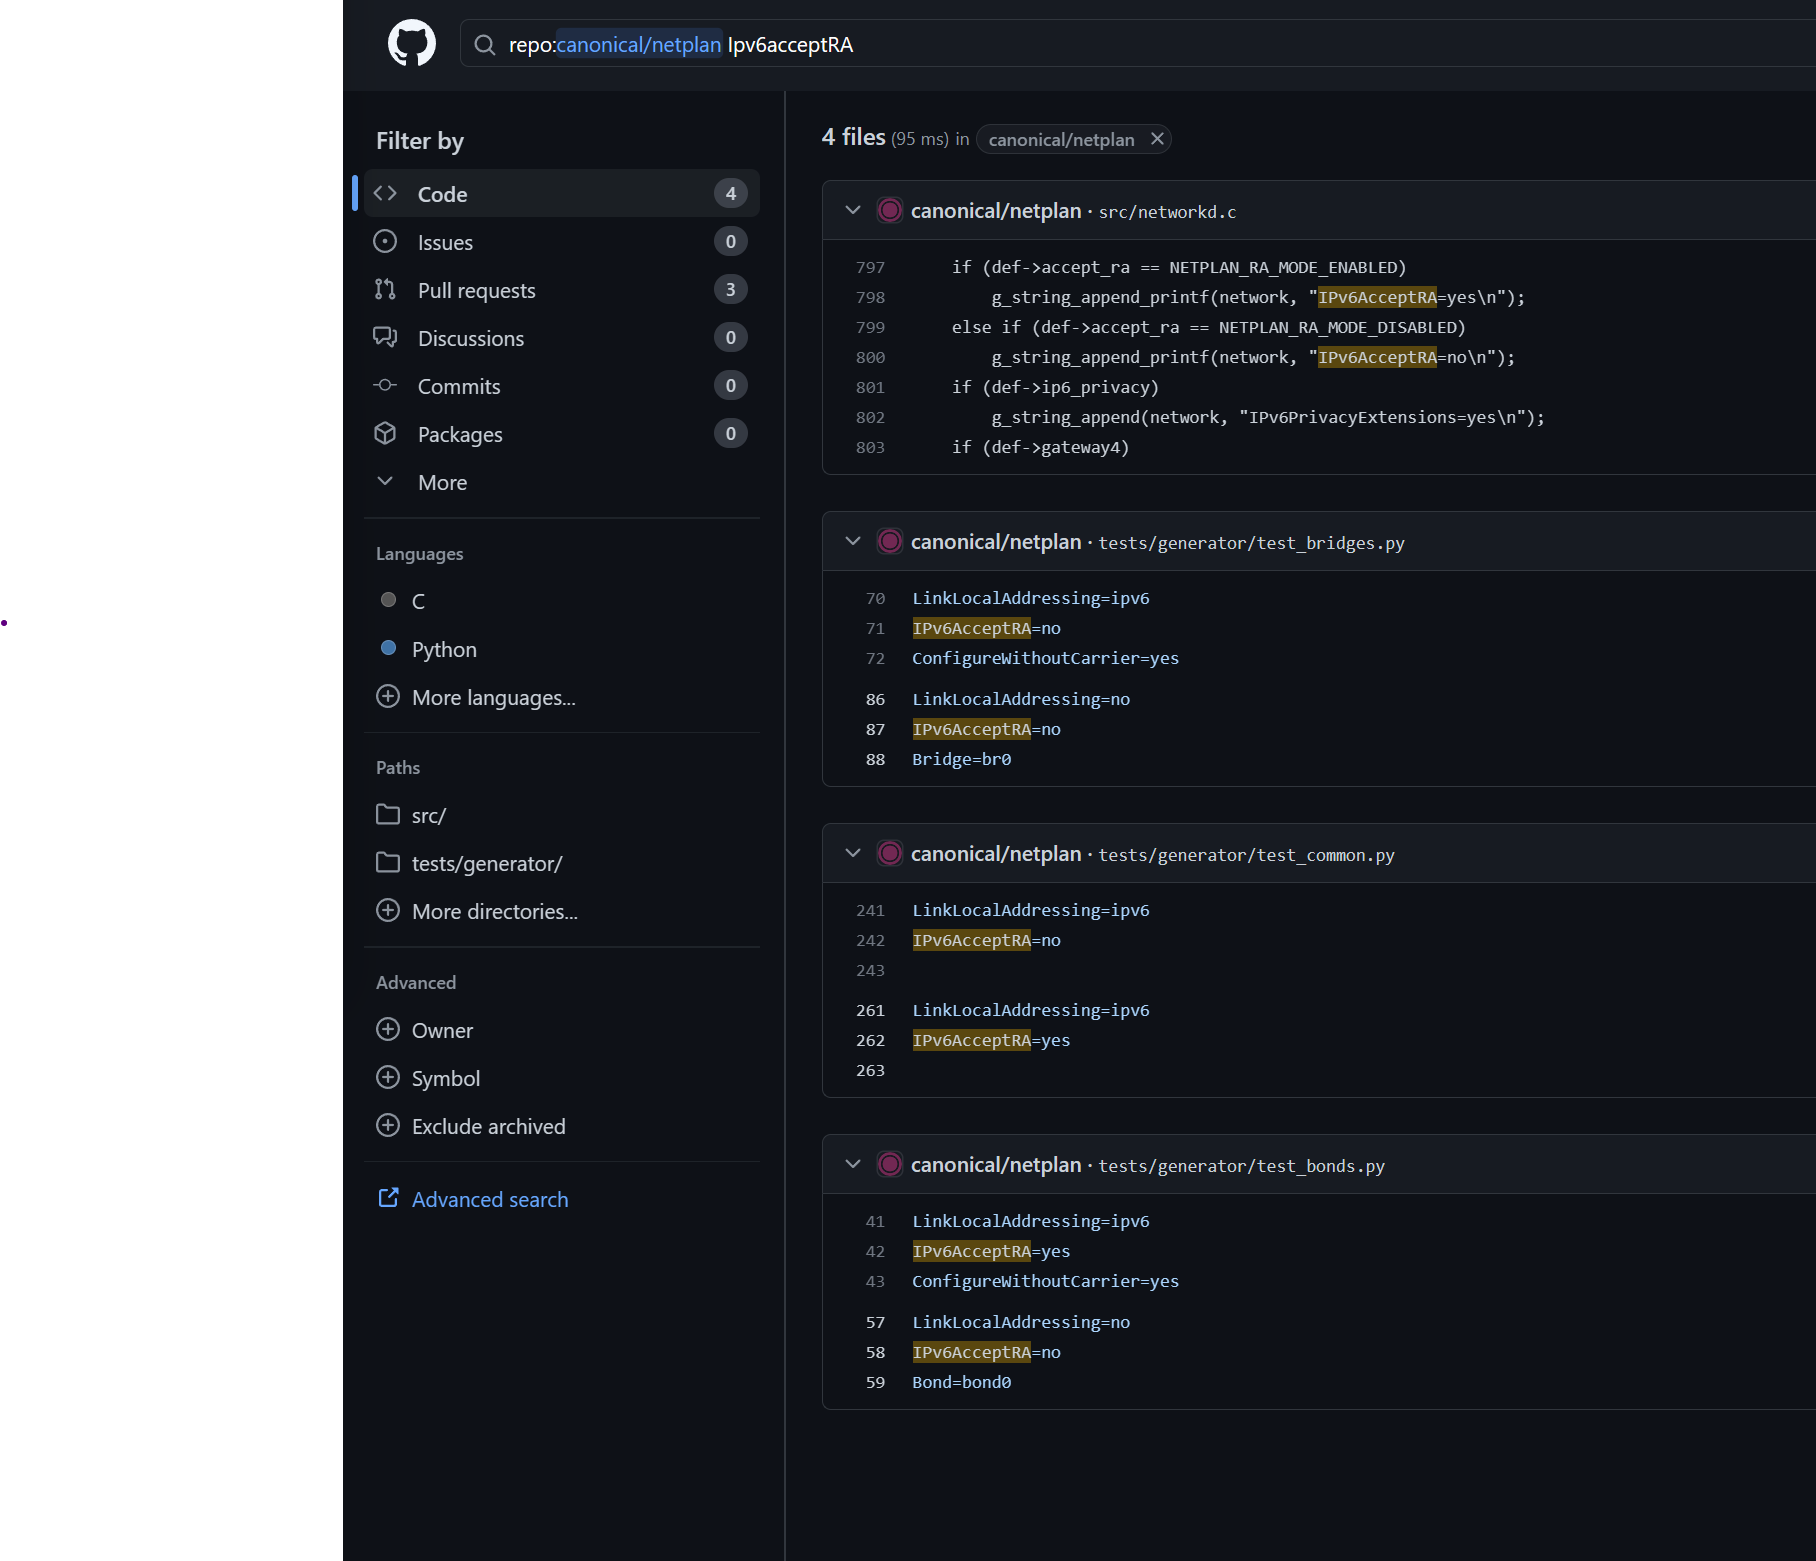 repo:canonical/netplan Ipv6acceptRA
Filter by
Code 4
Issues 0
Pull requests 3
Discussions 0
Commits 0
Packages 0
More
Languages
C
Python
More languages...
Paths
src/
tests/generator/
More directories...
Advanced
Owner
Symbol
Exclude archived
Advanced search
4 files (95 ms) in canonical/netplan
canonical/netplan · src/networkd.c
797 if (def->accept_ra == NETPLAN_RA_MODE_ENABLED)
798 g_string_append_printf(network, "IPv6AcceptRA=yes\n");
799 else if (def->accept_ra == NETPLAN_RA_MODE_DISABLED)
800 g_string_append_printf(network, "IPv6AcceptRA=no\n");
801 if (def->ip6_privacy)
802 g_string_append(network, "IPv6PrivacyExtensions=yes\n");
803 if (def->gateway4)
canonical/netplan · tests/generator/test_bridges.py
70 LinkLocalAddressing=ipv6
71 IPv6AcceptRA=no
72 ConfigureWithoutCarrier=yes
86 LinkLocalAddressing=no
87 IPv6AcceptRA=no
88 Bridge=br0
canonical/netplan · tests/generator/test_common.py
241 LinkLocalAddressing=ipv6
242 IPv6AcceptRA=no
243
261 LinkLocalAddressing=ipv6
262 IPv6AcceptRA=yes
263
canonical/netplan · tests/generator/test_bonds.py
41 LinkLocalAddressing=ipv6
42 IPv6AcceptRA=yes
43 ConfigureWithoutCarrier=yes
57 LinkLocalAddressing=no
58 IPv6AcceptRA=no
59 Bond=bond0